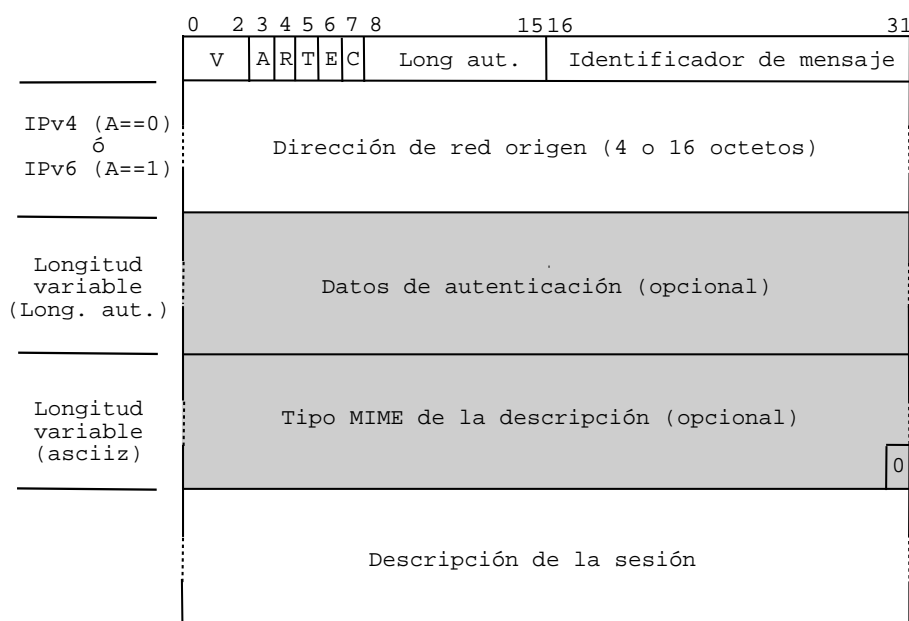 0 2 3 4 5 6 7 8 15 16 31
V A R T E C Long aut. Identificador de mensaje
IPv4 (A==0)
ó
IPv6 (A==1)
Dirección de red origen (4 o 16 octetos)
Longitud
variable
(Long. aut.)
Datos de autenticación (opcional)
Longitud
variable
(asciiz)
Tipo MIME de la descripción (opcional)
0
Descripción de la sesión